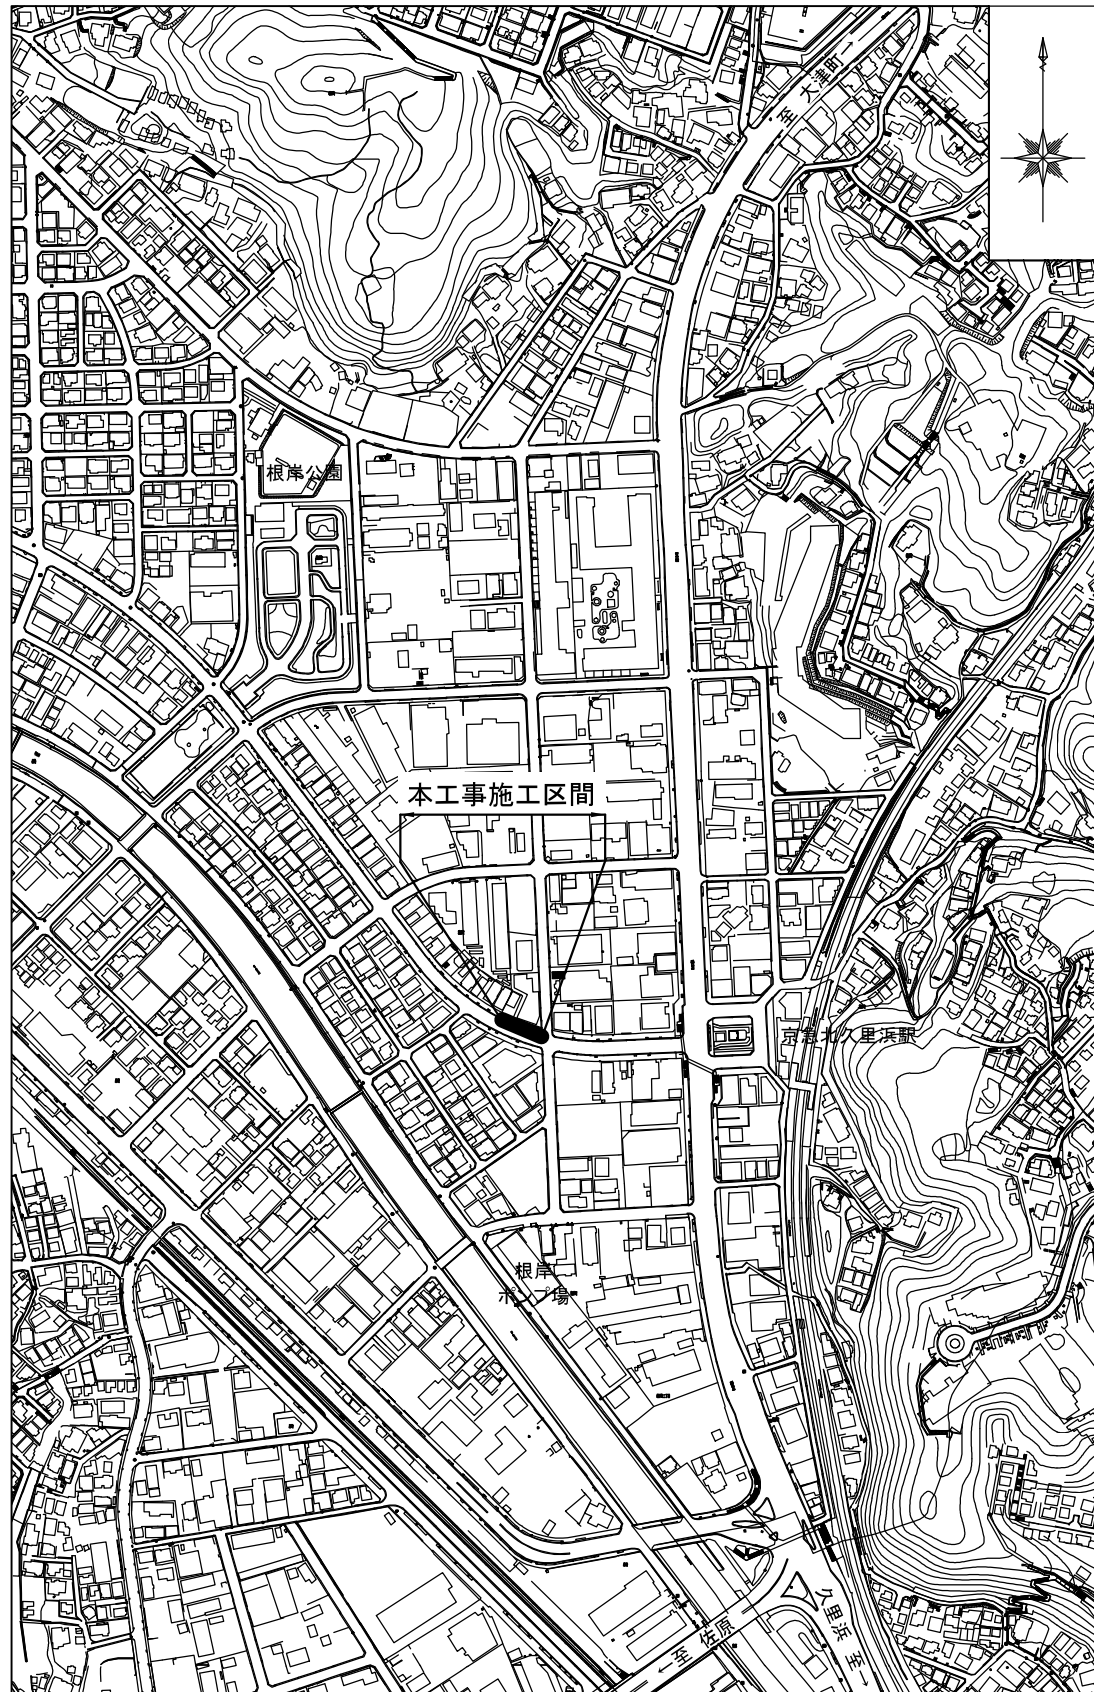 至 大津町
根岸公園
本工事施工区間
京急北久里浜駅
根岸
ポンプ場
至 佐原
久里浜 至